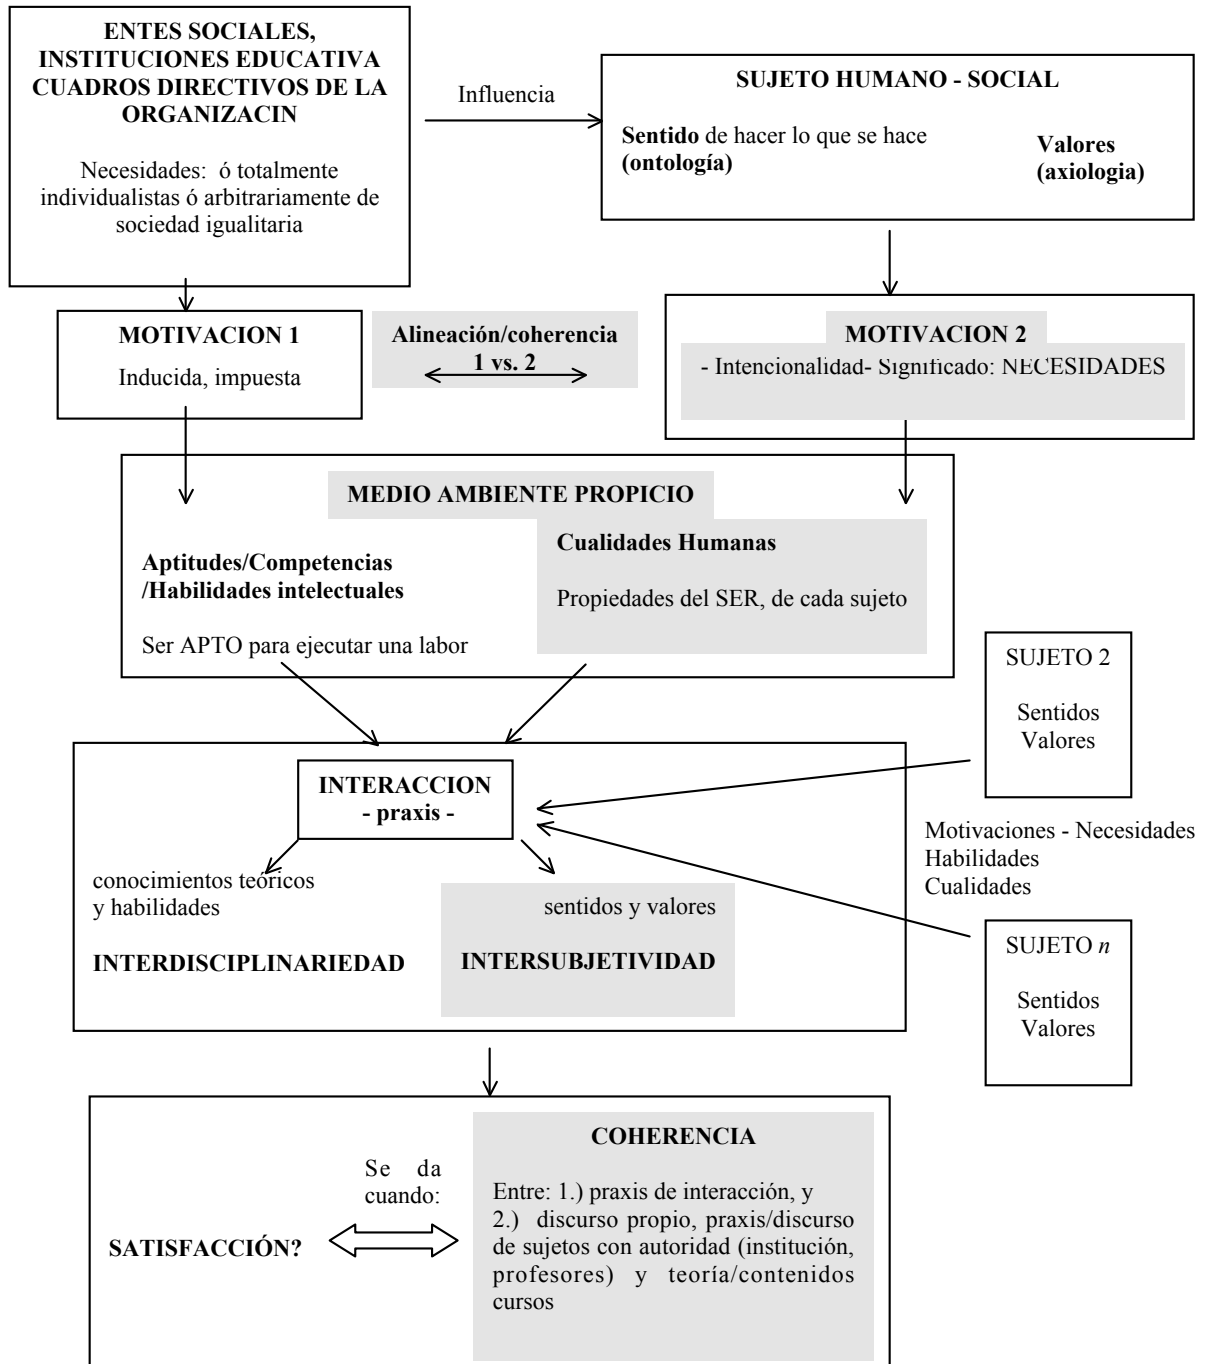 ENTES SOCIALES,
INSTITUCIONES EDUCATIVA
CUADROS DIRECTIVOS DE LA
ORGANIZACIN
Necesidades: ó totalmente
individualistas ó arbitrariamente de
sociedad igualitaria
Influencia
SUJETO HUMANO - SOCIAL
Sentido de hacer lo que se hace
(ontología)
Valores
(axiologia)
MOTIVACION 1
Inducida, impuesta
Alineación/coherencia
1 vs. 2
MOTIVACION 2
- Intencionalidad- Significado: NECESIDADES
MEDIO AMBIENTE PROPICIO
Aptitudes/Competencias
/Habilidades intelectuales
Ser APTO para ejecutar una labor
Cualidades Humanas
Propiedades del SER, de cada sujeto
SUJETO 2
Sentidos
Valores
INTERACCION
- praxis -
Motivaciones - Necesidades
Habilidades
Cualidades
conocimientos teóricos
y habilidades
INTERDISCIPLINARIEDAD
sentidos y valores
INTERSUBJETIVIDAD
SUJETO n
Sentidos
Valores
SATISFACCIÓN?
Se da
cuando:
COHERENCIA
Entre: 1.) praxis de interacción, y
2.) discurso propio, praxis/discurso
de sujetos con autoridad (institución,
profesores) y teoría/contenidos
cursos